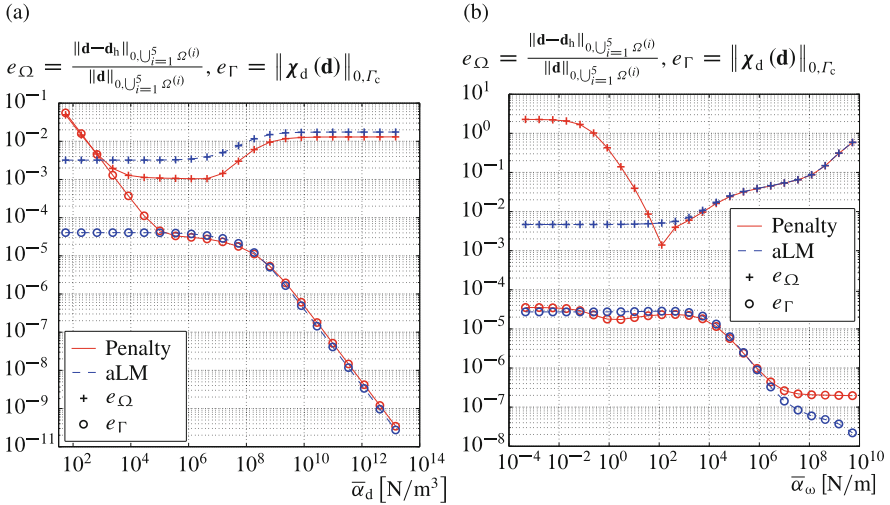 (a)
e_Ω = ‖d−d_h‖_{0,⋃_{i=1}^{5} Ω^{(i)}} / ‖d‖_{0,⋃_{i=1}^{5} Ω^{(i)}}, e_Γ = ‖χ_d (d)‖_{0,Γ_c}
10^{−1}
10^{−2}
10^{−3}
10^{−4}
10^{−5}
10^{−6}
10^{−7}
10^{−8}
10^{−9}
10^{−11}
Penalty
aLM
e_Ω
e_Γ
10^2 10^4 10^6 10^8 10^{10} 10^{12} 10^{14}
α̅_d [N/m^3]
(b)
e_Ω = ‖d−d_h‖_{0,⋃_{i=1}^{5} Ω^{(i)}} / ‖d‖_{0,⋃_{i=1}^{5} Ω^{(i)}}, e_Γ = ‖χ_d (d)‖_{0,Γ_c}
10^2
10^0
10^{−1}
10^{−2}
10^{−3}
10^{−4}
10^{−5}
10^{−6}
10^{−7}
10^{−8}
Penalty
aLM
e_Ω
e_Γ
10^{−4} 10^{−2} 10^0 10^2 10^4 10^6 10^8 10^{10}
α̅_ω [N/m]